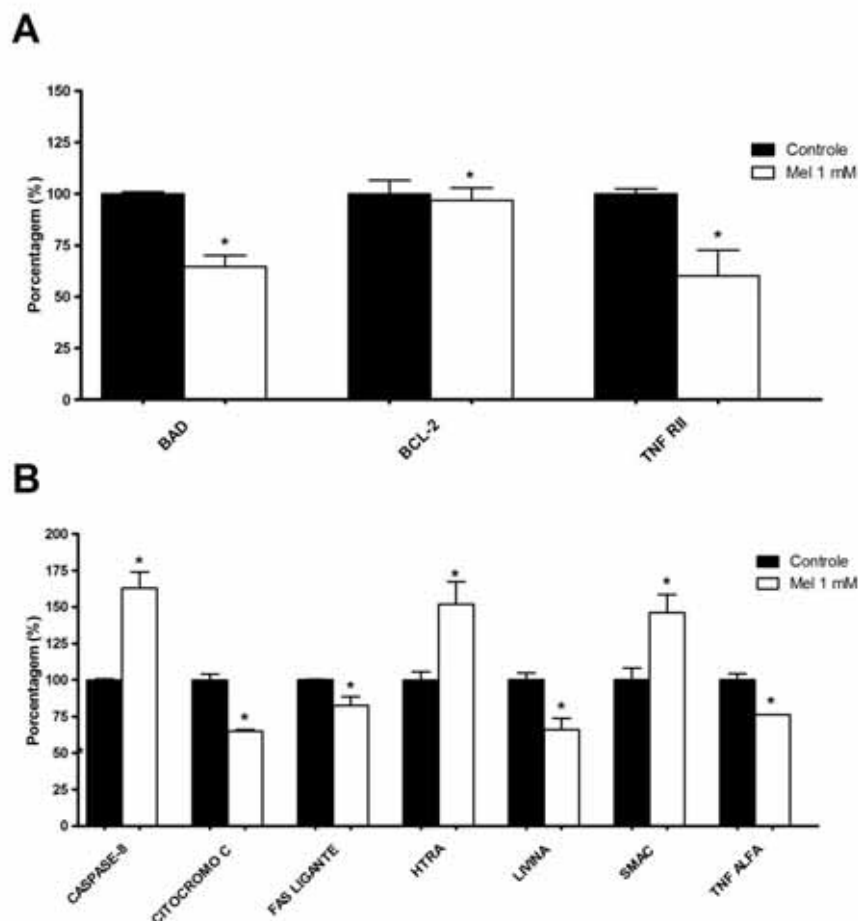 A
150
125
100
75
50
25
0
Porcentagem (%)
Controle
Mel 1 mM
*
*
*
BAD
BCL-2
TNF RII
B
200
175
150
125
100
75
50
25
0
Porcentagem (%)
Controle
Mel 1 mM
*
*
*
*
*
*
*
CASPASE-8
CITOCROMO C
FAS LIGANTE
HTRA
LIVINA
SMAC
TNF ALFA